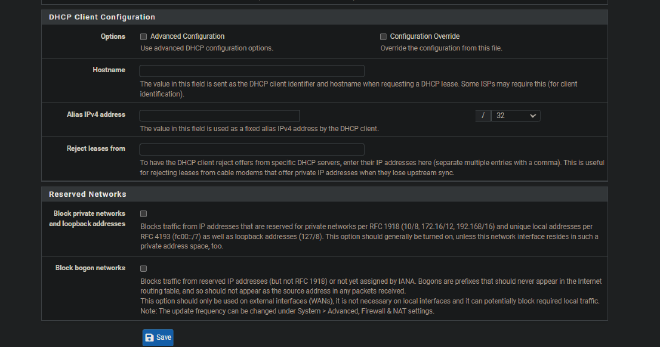 DHCP Client Configuration
Options
Advanced Configuration
Configuration Override
Use advanced DHCP configuration options.
Override the configuration from this file.
Hostname
The value in this field is sent as the DHCP client identifier and hostname when requesting a DHCP lease. Some ISPs may require this (for client
identification).
Alias IPv4 address
/ 32
The value in this field is used as a fixed alias IPv4 address by the DHCP client.
Reject leases from
To have the DHCP client reject offers from specific DHCP servers, enter their IP addresses here (separate multiple entries with a comma). This is useful
for rejecting leases from cable modems that offer private IP addresses when they lose upstream sync.
Reserved Networks
Block private networks
and loopback addresses
Blocks traffic from IP addresses that are reserved for private networks per RFC 1918 (10/8, 172.16/12, 192.168/16) and unique local addresses per
RFC 4193 (fc00::/7) as well as loopback addresses (127/8). This option should generally be turned on, unless this network interface resides in such a
private address space, too.
Block bogon networks
Blocks traffic from reserved IP addresses (but not RFC 1918) or not yet assigned by IANA. Bogons are prefixes that should never appear in the Internet
routing table, and so should not appear as the source address in any packets received.
This option should only be used on external interfaces (WANs), it is not necessary on local interfaces and it can potentially block required local traffic.
Note: The update frequency can be changed under System > Advanced, Firewall & NAT settings.
Save